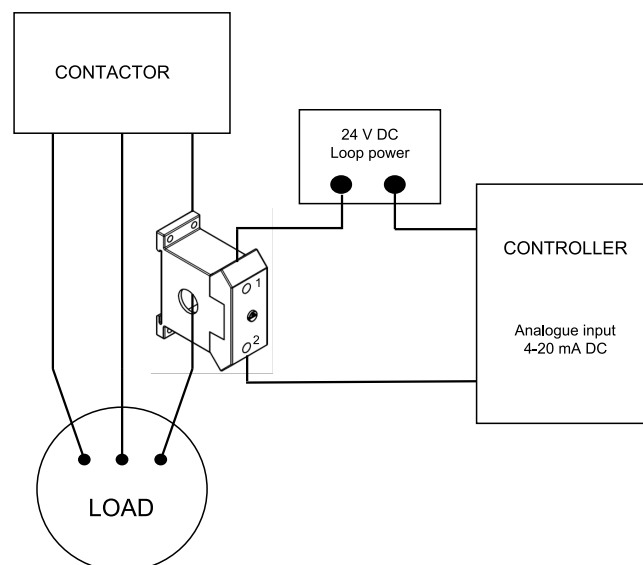 CONTACTOR
24 V DC
Loop power
1
2
CONTROLLER
Analogue input
4-20 mA DC
LOAD